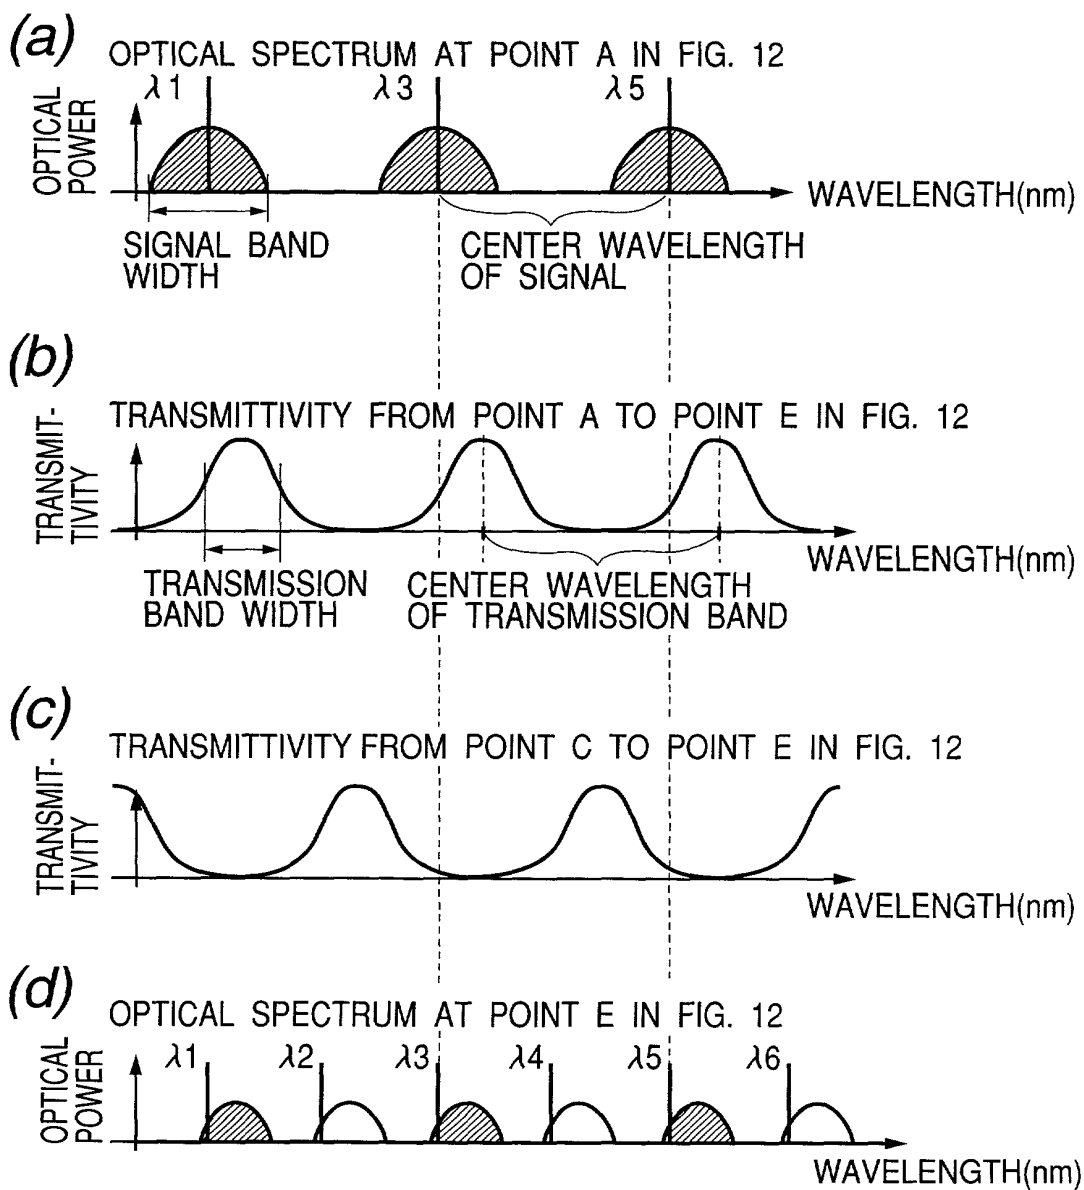 (a)
OPTICAL SPECTRUM AT POINT A IN FIG. 12
OPTICAL
POWER
λ1
λ3
λ5
WAVELENGTH(nm)
SIGNAL BAND
WIDTH
CENTER WAVELENGTH
OF SIGNAL
(b)
TRANSMITTIVITY FROM POINT A TO POINT E IN FIG. 12
TRANSMIT-
TIVITY
WAVELENGTH(nm)
TRANSMISSION
BAND WIDTH
CENTER WAVELENGTH
OF TRANSMISSION BAND
(c)
TRANSMITTIVITY FROM POINT C TO POINT E IN FIG. 12
TRANSMIT-
TIVITY
WAVELENGTH(nm)
(d)
OPTICAL SPECTRUM AT POINT E IN FIG. 12
OPTICAL
POWER
λ1
λ2
λ3
λ4
λ5
λ6
WAVELENGTH(nm)